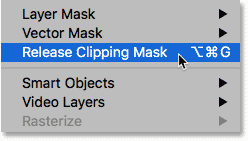 Layer Mask
Vector Mask
Release Clipping Mask ⌥⌘G
Smart Objects
Video Layers
Rasterize